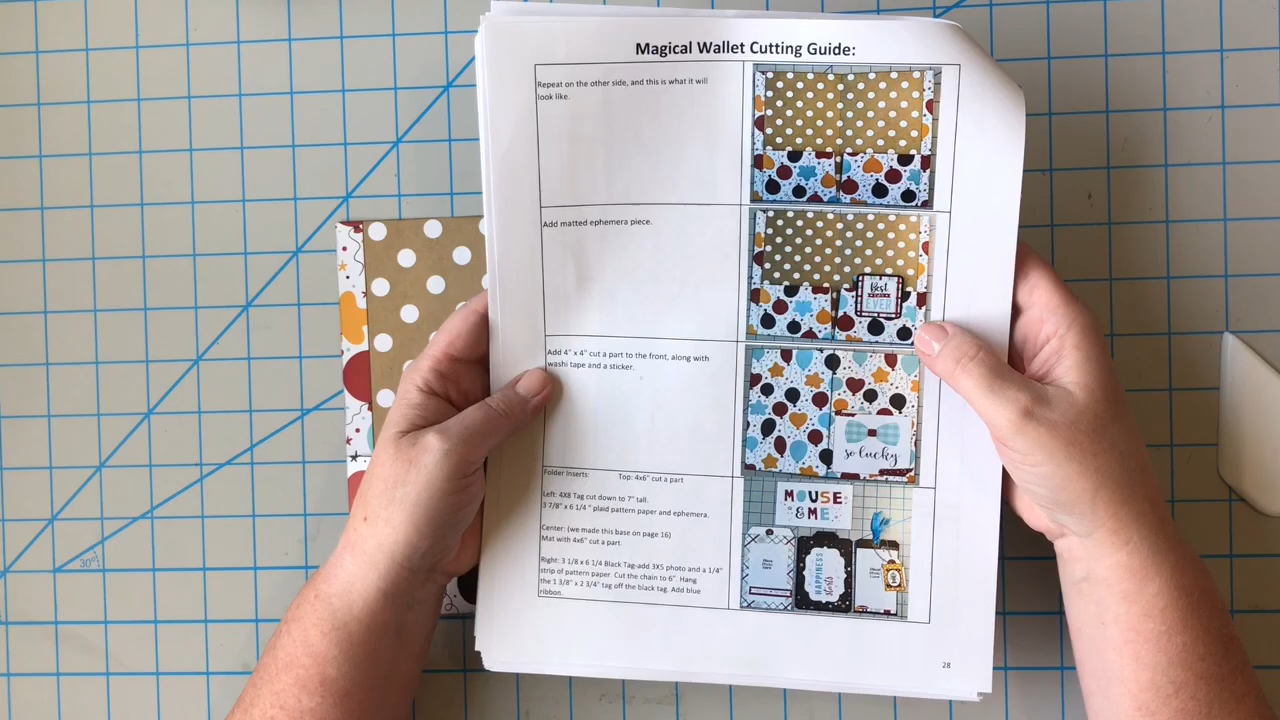 Magical Wallet Cutting Guide:
Repeat on the other side, and this is what it will
look like.
Add matted ephemera piece.
Best
EVER
Add 4" x 4" cut a part to the front, along with
washi tape and a sticker.
so lucky
Folder Inserts: Top: 4x6" cut a part
Left: 4X8 Tag cut down to 7" tall.
3 7/8" x 6 1/4 " plaid pattern paper and ephemera.
Center: (we made this base on page 16)
Mat with 4x6" cut a part.
Right: 3 1/8 x 6 1/4 Black Tag-add 3X5 photo and a 1/4"
strip of pattern paper. Cut the chain to 6". Hang
the 1 3/8" x 2 3/4" tag off the black tag. Add blue
ribbon.
MOUSE
& ME
Place
Photo
Here
HAPPINESS
starts
28
30°